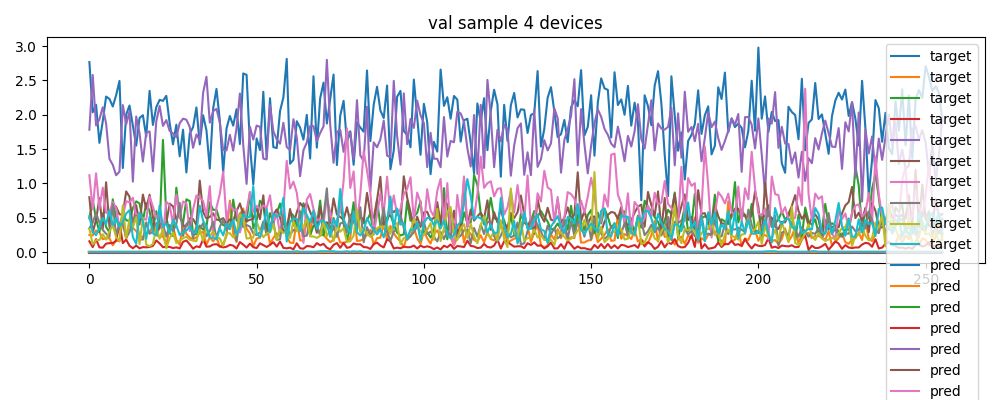 val sample 4 devices
3.0
2.5
2.0
1.5
1.0
0.5
0.0
0
50
100
150
200
250
target
target
target
target
target
target
target
target
target
target
pred
pred
pred
pred
pred
pred
pred